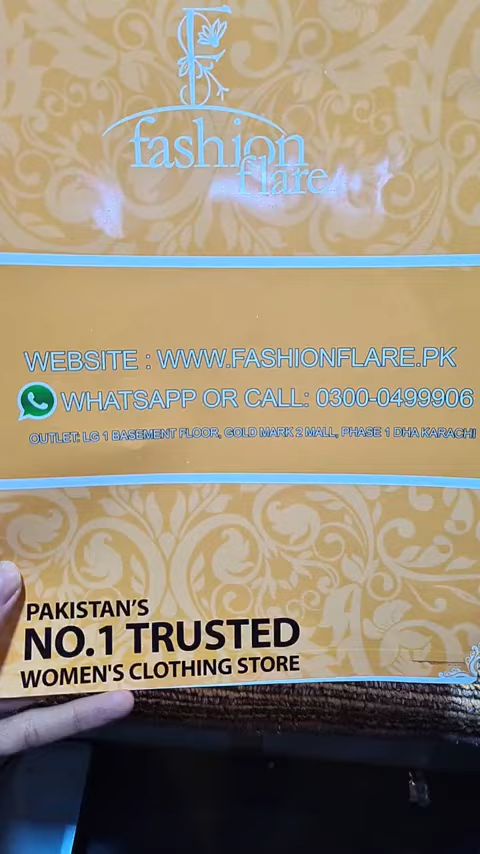 F
fashion
flare
WEBSITE : WWW.FASHIONFLARE.PK
WHATSAPP OR CALL: 0300-0499906
OUTLET: LG 1 BASEMENT FLOOR, GOLD MARK 2 MALL, PHASE 1 DHA KARACHI
PAKISTAN'S
NO.1 TRUSTED
WOMEN'S CLOTHING STORE